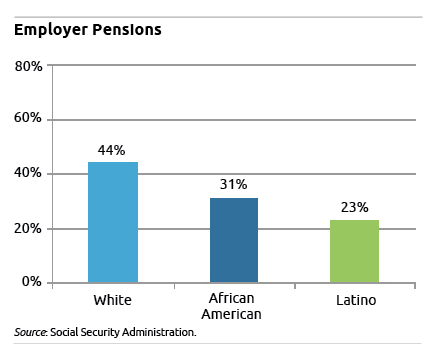 Employer Pensions
80%
60%
40%
20%
0%
44%
31%
23%
White
African
American
Latino
Source: Social Security Administration.